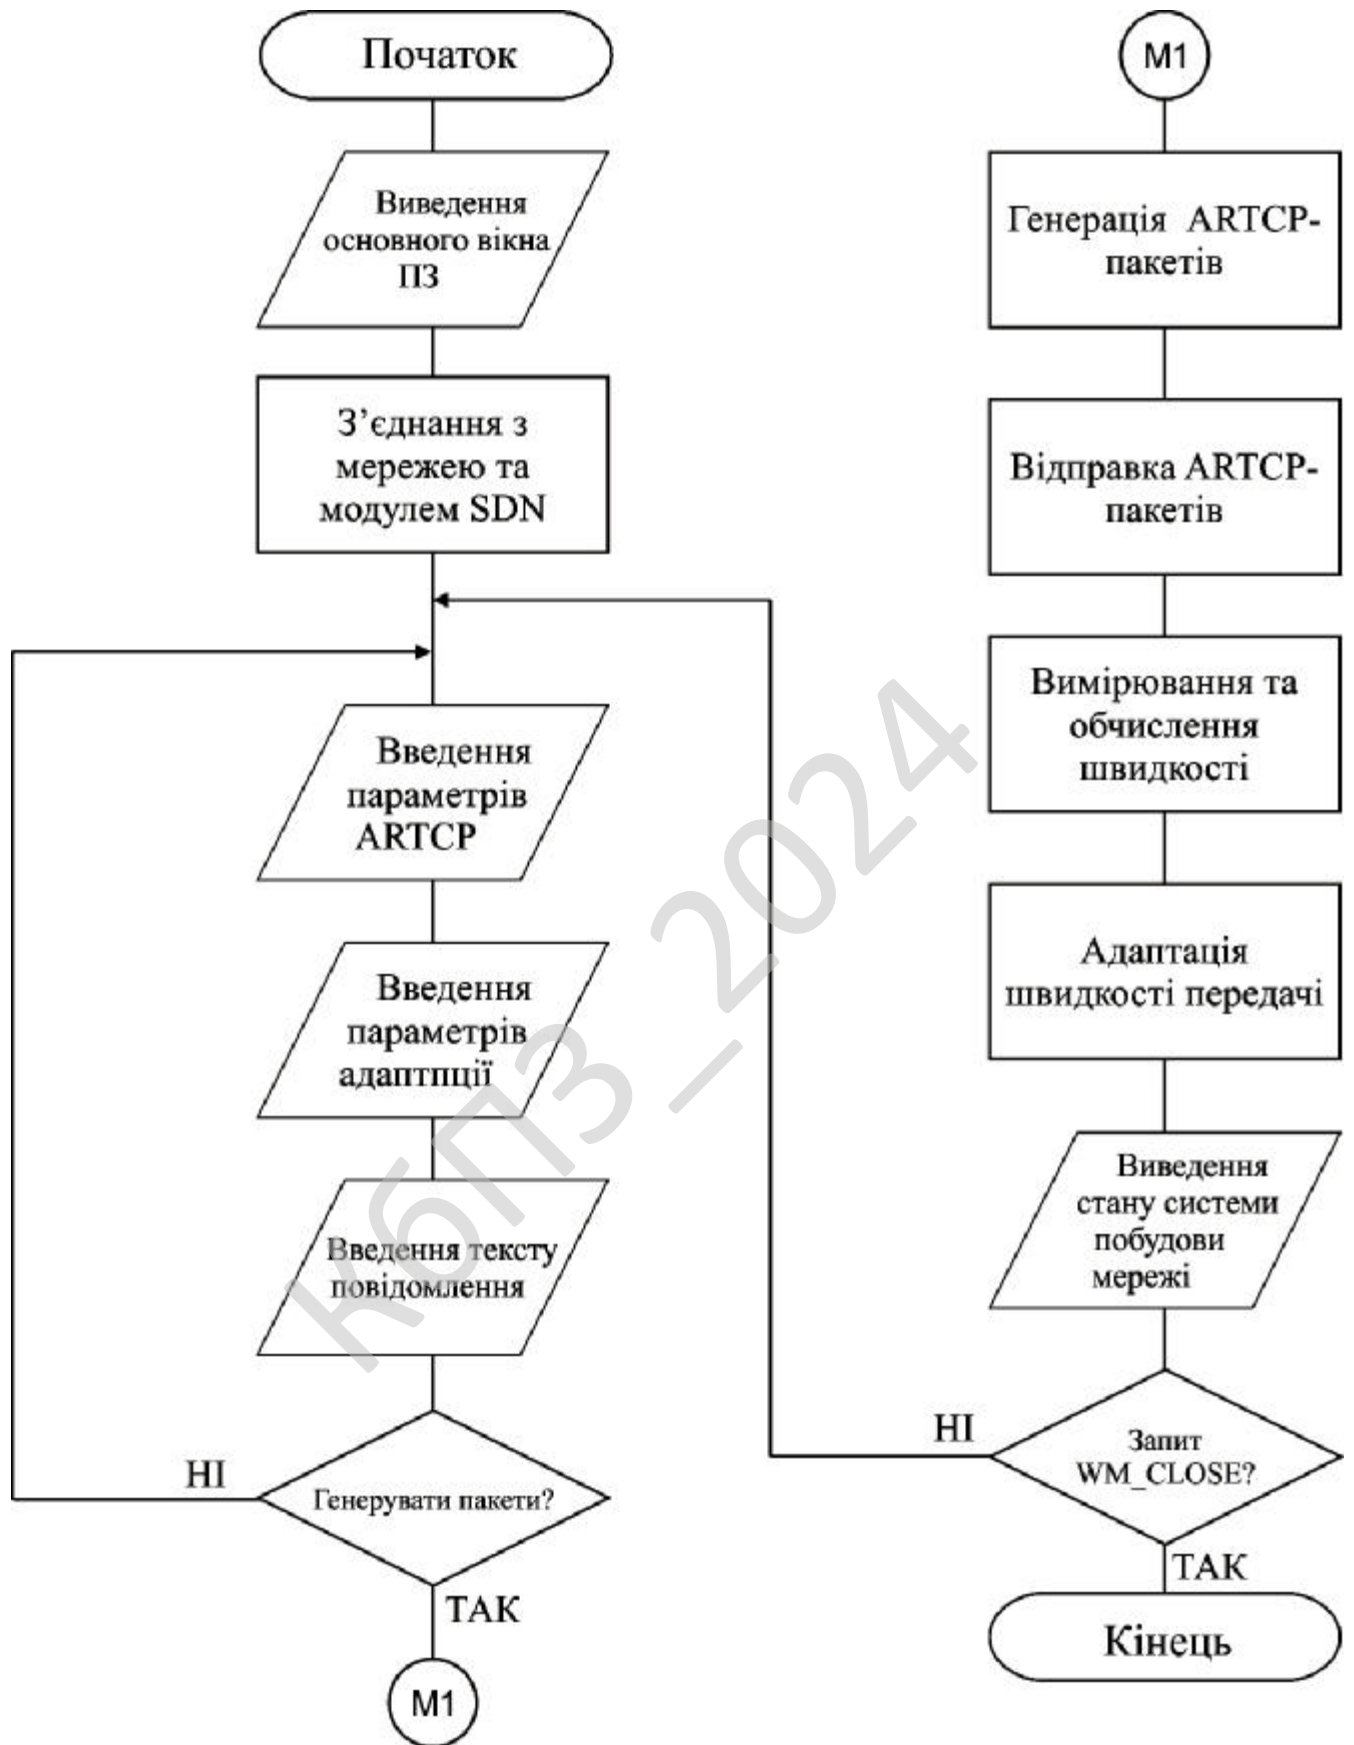 Початок
Виведення
основного вікна
ПЗ
З’єднання з
мережею та
модулем SDN
Введення
параметрів
ARTCP
Введення
параметрів
адаптпції
Введення тексту
повідомлення
НІ
Генерувати пакети?
ТАК
М1
М1
Генерація ARTCP-
пакетів
Відправка ARTCP-
пакетів
Вимірювання та
обчислення
швидкості
Адаптація
швидкості передачі
Виведення
стану системи
побудови
мережі
НІ
Запит
WM_CLOSE?
ТАК
Кінець
КбПЗ_2024